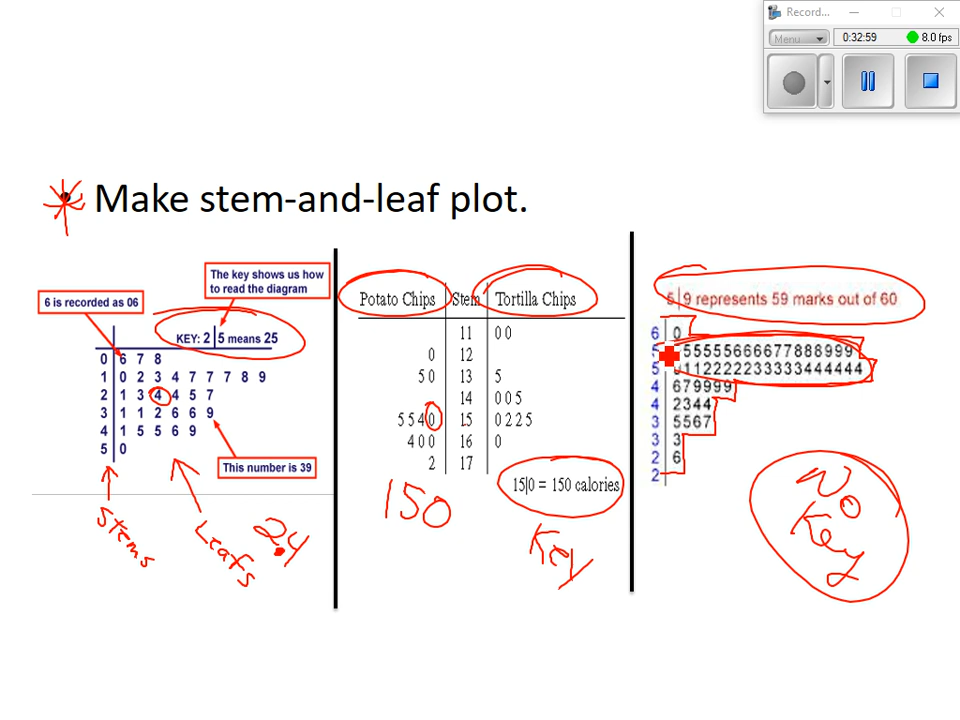 Record...
Menu
0:32:59
8.0 fps
• Make stem-and-leaf plot.
The key shows us how
to read the diagram
6 is recorded as 06
KEY: 2 | 5 means 25
0 | 6 7 8
1 | 0 2 3 4 7 7 7 8 9
2 | 1 3 4 4 5 7
3 | 1 1 2 6 6 9
4 | 1 5 5 6 9
5 | 0
This number is 39
Stems
Leafs
2.4
Potato Chips | Stem | Tortilla Chips
11 | 0 0
0 | 12
5 0 | 13 | 5
14 | 0 0 5
5 5 4 0 | 15 | 0 2 2 5
4 0 0 | 16 | 0
2 | 17
15|0 = 150 calories
150
Key
5 | 9 represents 59 marks out of 60
6 | 0
5 5555566667788899 9
5 112222233333444444
4 | 679999
4 | 2344
3 | 5567
3 | 3
2 | 6
2
No
Key